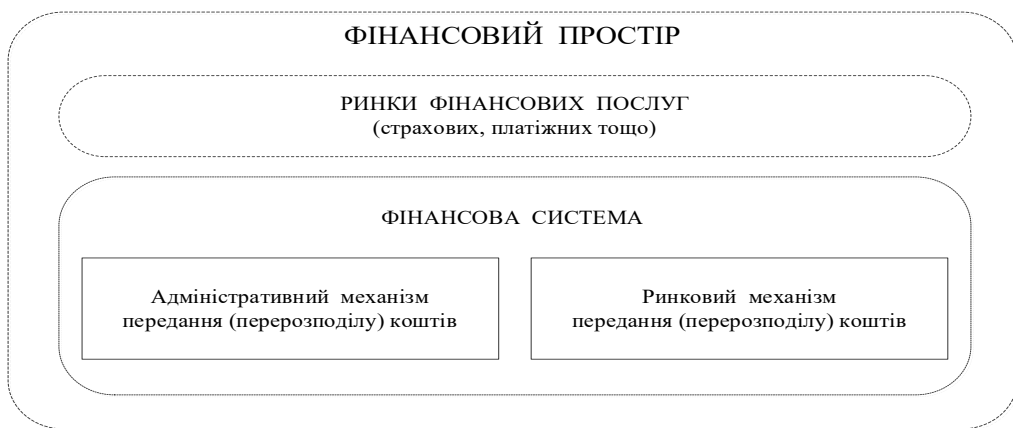 ФІНАНСОВИЙ ПРОСТІР
РИНКИ ФІНАНСОВИХ ПОСЛУГ
(страхових, платіжних тощо)
ФІНАНСОВА СИСТЕМА
Адміністративний механізм
передання (перерозподілу) коштів
Ринковий механізм
передання (перерозподілу) коштів